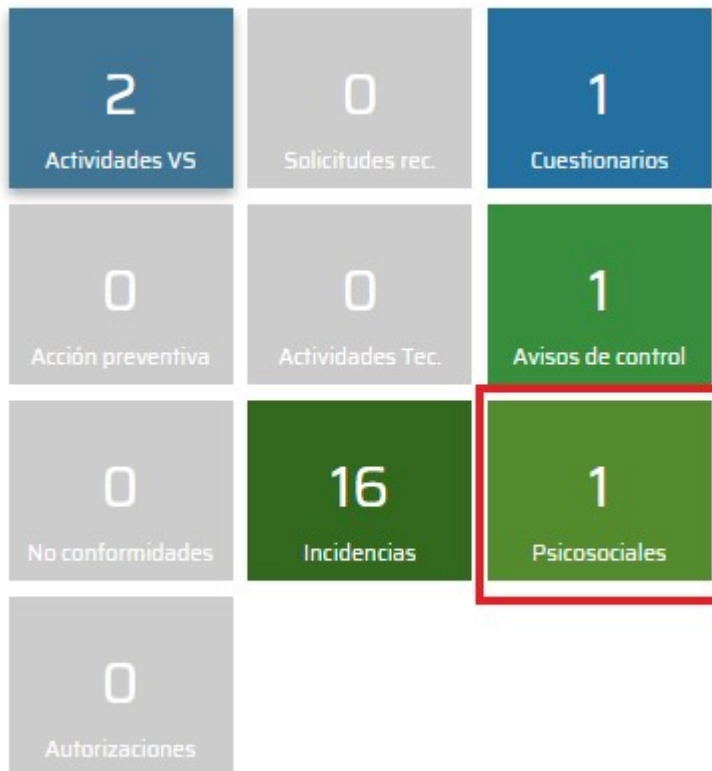 2
Actividades VS
0
Solicitudes rec.
1
Cuestionarios
0
Acción preventiva
0
Actividades Tec.
1
Avisos de control
0
No conformidades
16
Incidencias
1
Psicosociales
0
Autorizaciones